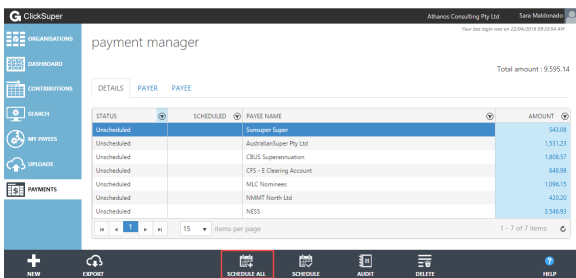 ClickSuper
Athanos Consulting Pty Ltd Sara Maldonado
Your last login was on 22/04/2018 09:33:54 AM
ORGANISATIONS
DASHBOARD
CONTRIBUTIONS
SEARCH
MY PAYEES
UPLOADS
PAYMENTS
payment manager
Total amount : 9,595.14
DETAILS PAYER PAYEE
STATUS SCHEDULED PAYEE NAME AMOUNT
Unscheduled Sunsuper Super 543.08
Unscheduled AustralianSuper Pty Ltd 1,531.23
Unscheduled CBUS Superannuation 1,808.57
Unscheduled CFS - E Clearing Account 648.98
Unscheduled MLC Nominees 1,096.15
Unscheduled NMMT North Ltd 420.20
Unscheduled NESS 3,546.93
1 15 items per page 1 - 7 of 7 items
NEW EXPORT SCHEDULE ALL SCHEDULE AUDIT DELETE HELP